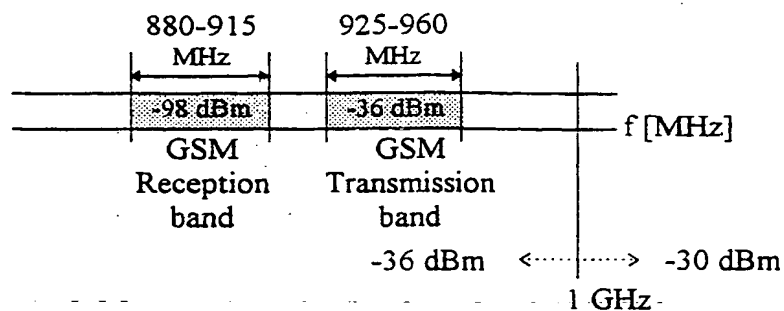 880-915 925-960
MHz MHz
-98 dBm -36 dBm
f [MHz]
GSM GSM
Reception Transmission
band band
-36 dBm -30 dBm
1 GHz